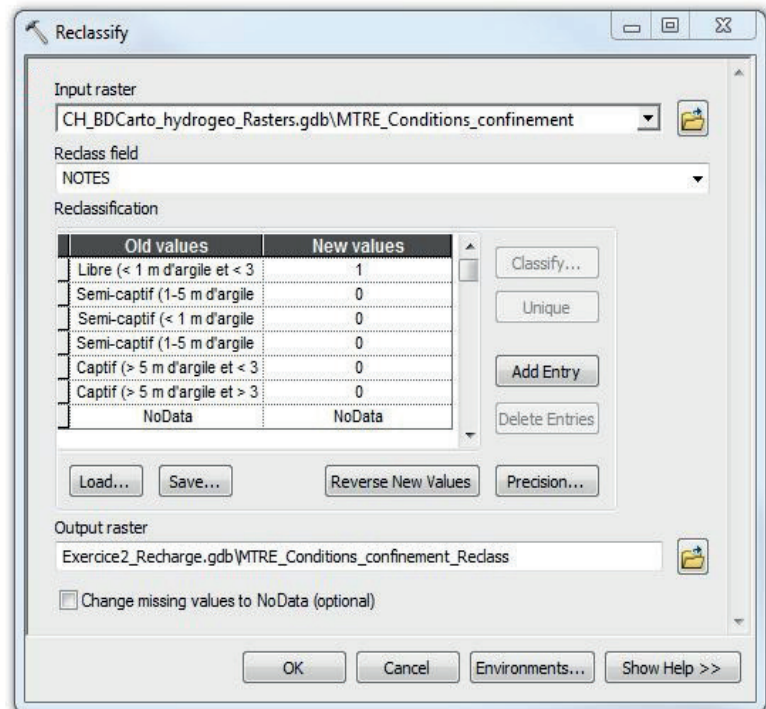 Reclassify
Input raster
CH_BDCarto_hydrogeo_Rasters.gdb\MTRE_Conditions_confinement
Reclass field
NOTES
Reclassification
Old values New values
Libre (< 1 m d'argile et < 3 1
Semi-captif (1-5 m d'argile 0
Semi-captif (< 1 m d'argile 0
Semi-captif (1-5 m d'argile 0
Captif (> 5 m d'argile et < 3 0
Captif (> 5 m d'argile et > 3 0
NoData NoData
Classify...
Unique
Add Entry
Delete Entries
Load... Save... Reverse New Values Precision...
Output raster
Exercice2_Recharge.gdb\MTRE_Conditions_confinement_Reclass
Change missing values to NoData (optional)
OK Cancel Environments... Show Help >>